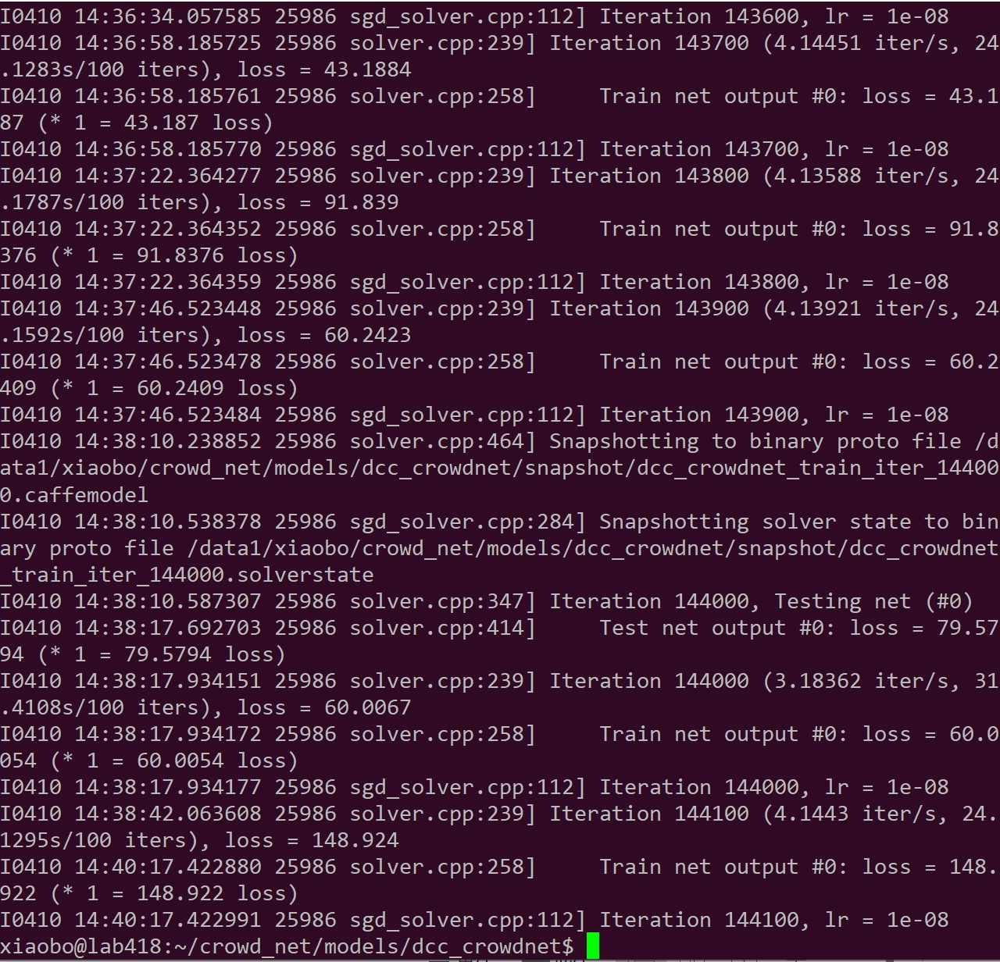 I0410 14:36:34.057585 25986 sgd_solver.cpp:112] Iteration 143600, lr = 1e-08
I0410 14:36:58.185725 25986 solver.cpp:239] Iteration 143700 (4.14451 iter/s, 24
.1283s/100 iters), loss = 43.1884
I0410 14:36:58.185761 25986 solver.cpp:258]     Train net output #0: loss = 43.1
87 (* 1 = 43.187 loss)
I0410 14:36:58.185770 25986 sgd_solver.cpp:112] Iteration 143700, lr = 1e-08
I0410 14:37:22.364277 25986 solver.cpp:239] Iteration 143800 (4.13588 iter/s, 24
.1787s/100 iters), loss = 91.839
I0410 14:37:22.364352 25986 solver.cpp:258]     Train net output #0: loss = 91.8
376 (* 1 = 91.8376 loss)
I0410 14:37:22.364359 25986 sgd_solver.cpp:112] Iteration 143800, lr = 1e-08
I0410 14:37:46.523448 25986 solver.cpp:239] Iteration 143900 (4.13921 iter/s, 24
.1592s/100 iters), loss = 60.2423
I0410 14:37:46.523478 25986 solver.cpp:258]     Train net output #0: loss = 60.2
409 (* 1 = 60.2409 loss)
I0410 14:37:46.523484 25986 sgd_solver.cpp:112] Iteration 143900, lr = 1e-08
I0410 14:38:10.238852 25986 solver.cpp:464] Snapshotting to binary proto file /d
ata1/xiaobo/crowd_net/models/dcc_crowdnet/snapshot/dcc_crowdnet_train_iter_14400
0.caffemodel
I0410 14:38:10.538378 25986 sgd_solver.cpp:284] Snapshotting solver state to bin
ary proto file /data1/xiaobo/crowd_net/models/dcc_crowdnet/snapshot/dcc_crowdnet
_train_iter_144000.solverstate
I0410 14:38:10.587307 25986 solver.cpp:347] Iteration 144000, Testing net (#0)
I0410 14:38:17.692703 25986 solver.cpp:414]     Test net output #0: loss = 79.57
94 (* 1 = 79.5794 loss)
I0410 14:38:17.934151 25986 solver.cpp:239] Iteration 144000 (3.18362 iter/s, 31
.4108s/100 iters), loss = 60.0067
I0410 14:38:17.934172 25986 solver.cpp:258]     Train net output #0: loss = 60.0
054 (* 1 = 60.0054 loss)
I0410 14:38:17.934177 25986 sgd_solver.cpp:112] Iteration 144000, lr = 1e-08
I0410 14:38:42.063608 25986 solver.cpp:239] Iteration 144100 (4.1443 iter/s, 24.
1295s/100 iters), loss = 148.924
I0410 14:40:17.422880 25986 solver.cpp:258]     Train net output #0: loss = 148.
922 (* 1 = 148.922 loss)
I0410 14:40:17.422991 25986 sgd_solver.cpp:112] Iteration 144100, lr = 1e-08
xiaobo@lab418:~/crowd_net/models/dcc_crowdnet$